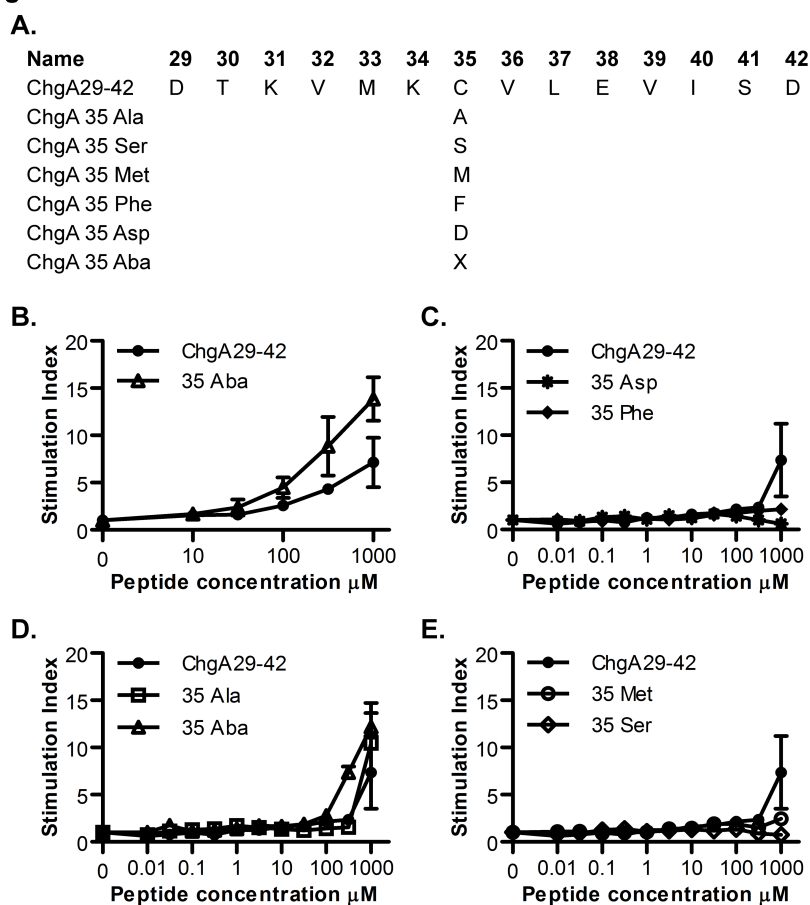 A.
Name 29 30 31 32 33 34 35 36 37 38 39 40 41 42
ChgA29-42 D T K V M K C V L E V I S D
ChgA 35 Ala A
ChgA 35 Ser S
ChgA 35 Met M
ChgA 35 Phe F
ChgA 35 Asp D
ChgA 35 Aba X
B.
20
15
10
5
0
Stimulation Index
ChgA29-42
35 Aba
0 10 100 1000
Peptide concentration μM
C.
20
15
10
5
0
Stimulation Index
ChgA29-42
35 Asp
35 Phe
0 0.01 0.1 1 10 100 1000
Peptide concentration μM
D.
20
15
10
5
0
Stimulation Index
ChgA29-42
35 Ala
35 Aba
0 0.01 0.1 1 10 100 1000
Peptide concentration μM
E.
20
15
10
5
0
Stimulation Index
ChgA29-42
35 Met
35 Ser
0 0.01 0.1 1 10 100 1000
Peptide concentration μM